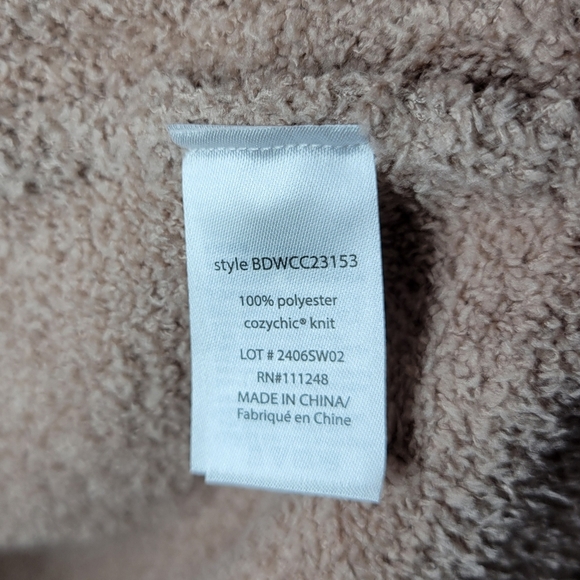 style BDWCC23153
100% polyester
cozychic® knit
LOT # 2406SW02
RN#111248
MADE IN CHINA/
Fabriqué en Chine